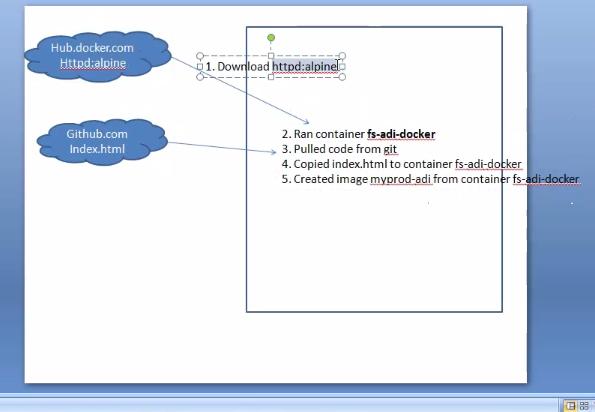 Hub.docker.com
Httpd:alpine
1. Download httpd:alpine
Github.com
Index.html
2. Ran container fs-adi-docker
3. Pulled code from git
4. Copied index.html to container fs-adi-docker
5. Created image myprod-adi from container fs-adi-docker